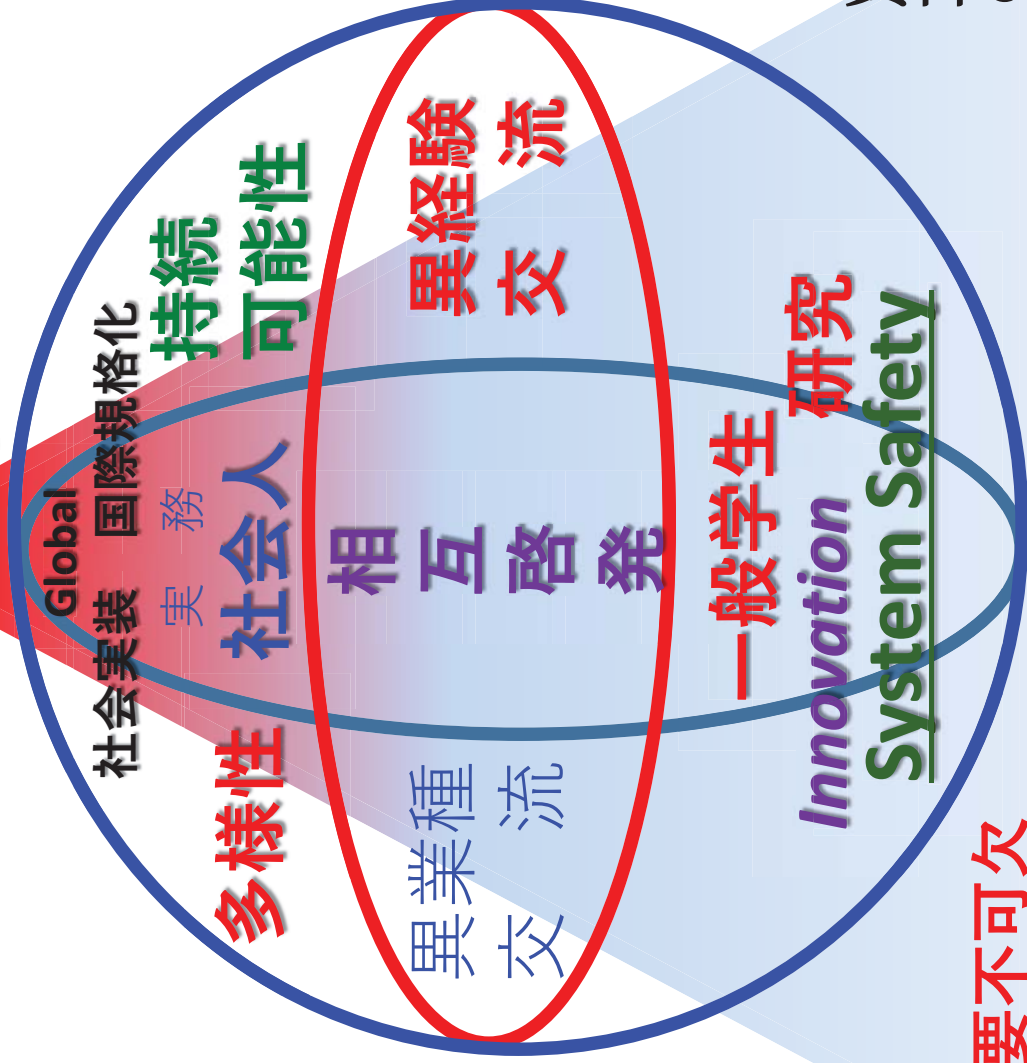 Global
社会実装 国際規格化
実務
持続
可能性
多様性
社会人
相
互
啓
発
異業種
交流
異経験
交流
一般学生
研究
Innovation
System Safety
要不可欠